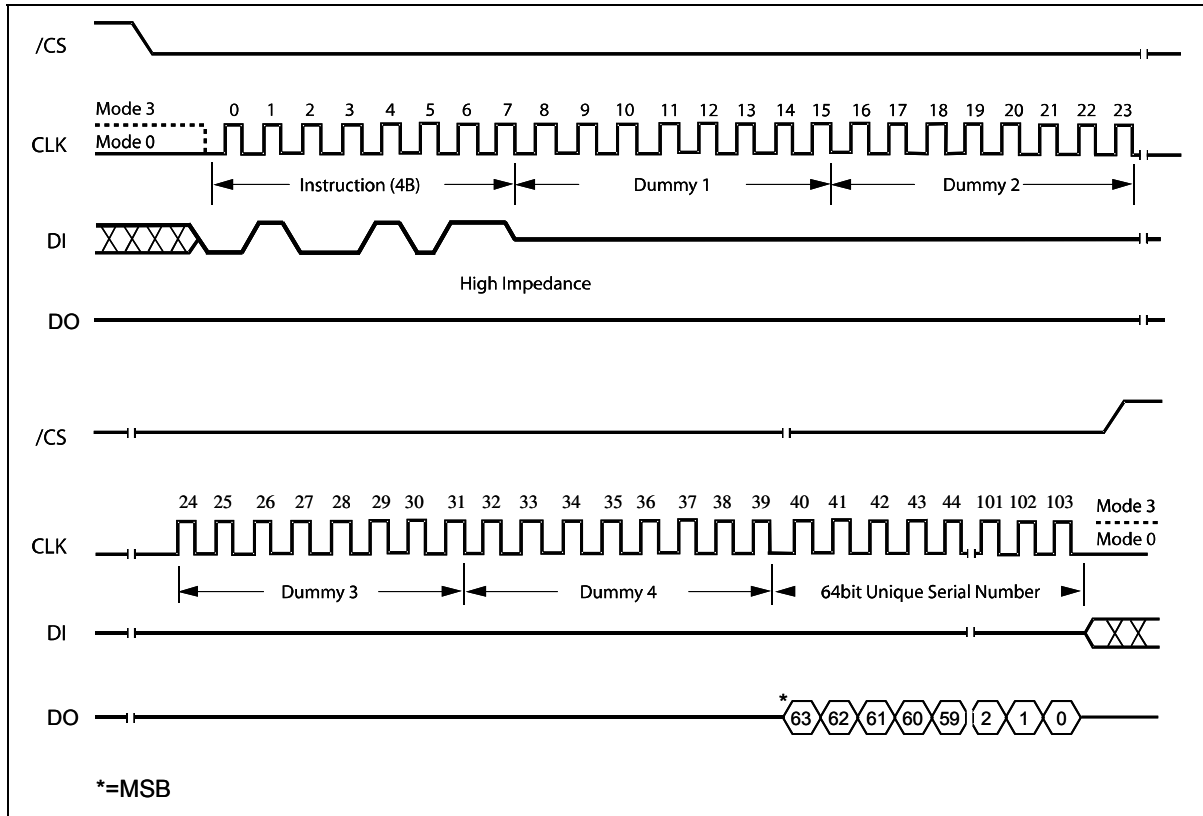 /CS
Mode 3
0 1 2 3 4 5 6 7 8 9 10 11 12 13 14 15 16 17 18 19 20 21 22 23
CLK
Mode 0
Instruction (4B) Dummy 1 Dummy 2
DI
High Impedance
DO
/CS
24 25 26 27 28 29 30 31 32 33 34 35 36 37 38 39 40 41 42 43 44 101 102 103
Mode 3
CLK
Mode 0
Dummy 3 Dummy 4 64bit Unique Serial Number
DI
*
DO
63 62 61 60 59 2 1 0
*=MSB